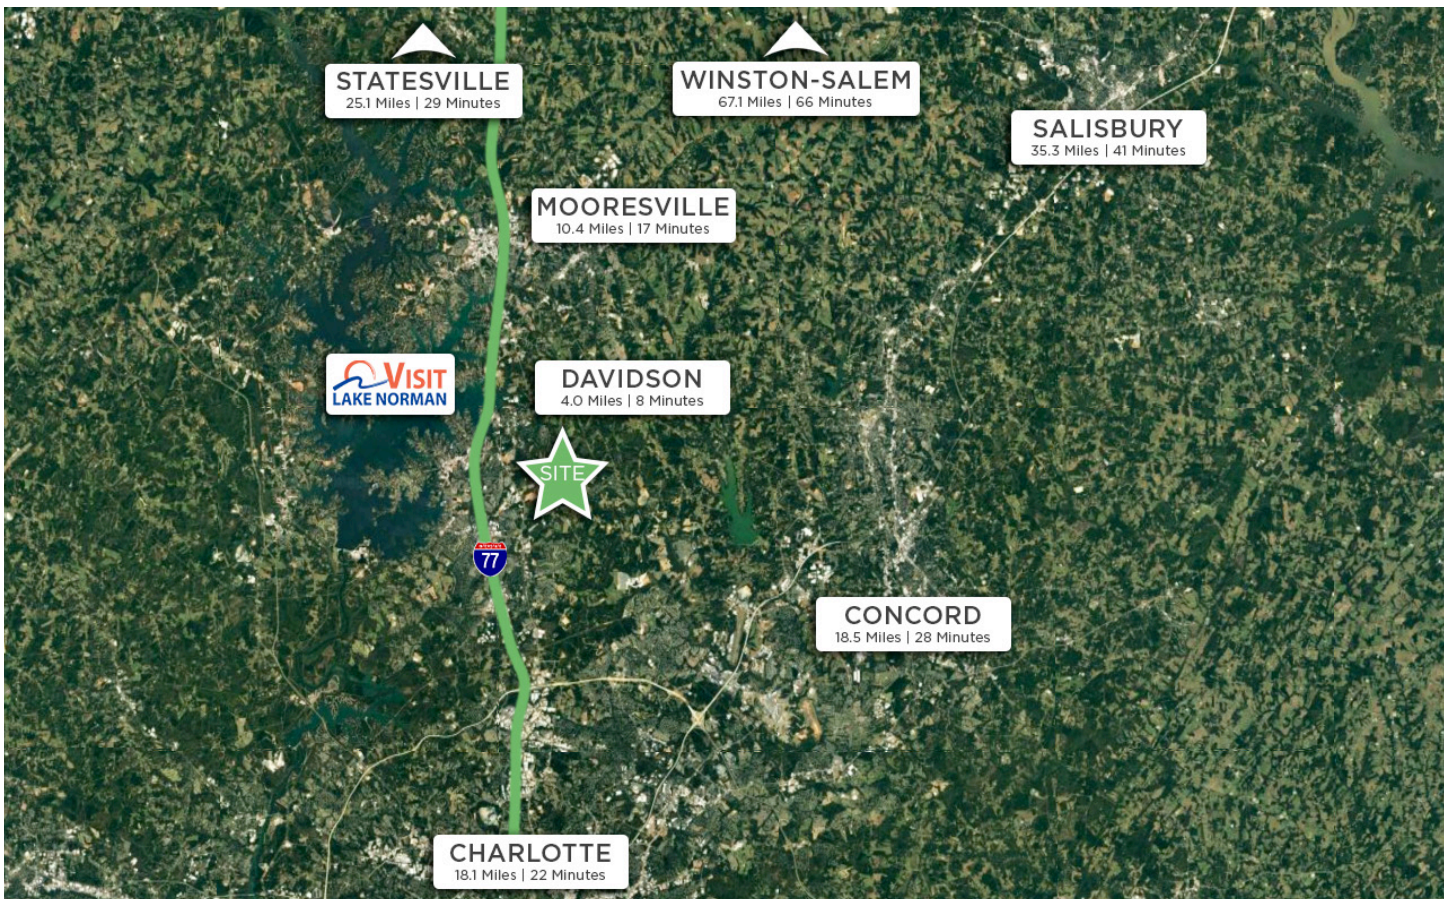 STATESVILLE
25.1 Miles | 29 Minutes
WINSTON-SALEM
67.1 Miles | 66 Minutes
SALISBURY
35.3 Miles | 41 Minutes
MOORESVILLE
10.4 Miles | 17 Minutes
VISIT
LAKE NORMAN
DAVIDSON
4.0 Miles | 8 Minutes
SITE
77
CONCORD
18.5 Miles | 28 Minutes
CHARLOTTE
18.1 Miles | 22 Minutes